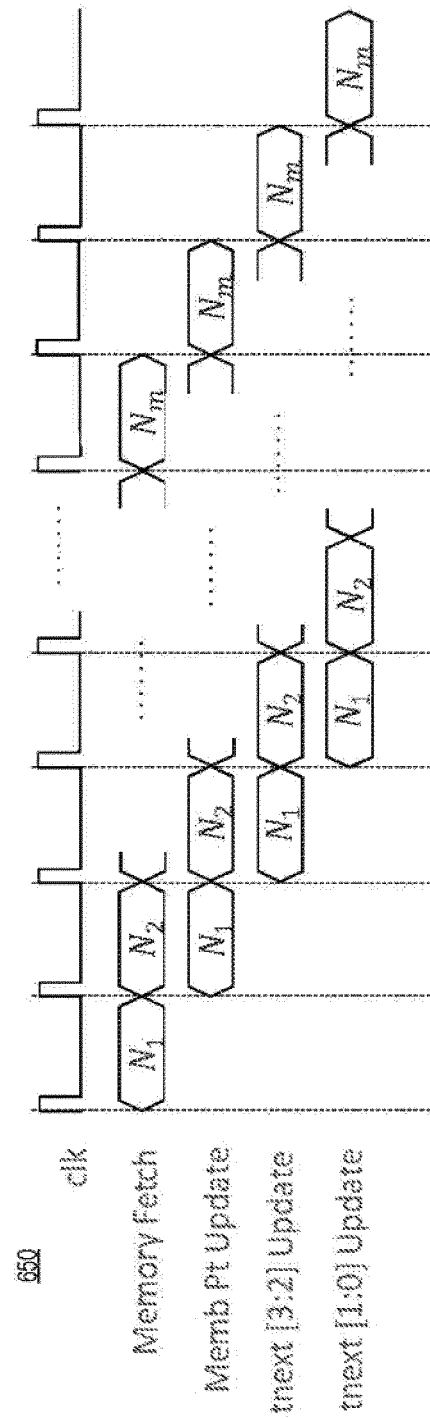 650
clk
Memory Fetch N₁ N₂ ...... Nₘ
Memb Pt Update N₁ N₂ ...... Nₘ
tnext [3:2] Update N₁ N₂ ...... Nₘ
tnext [1:0] Update N₁ N₂ ...... Nₘ